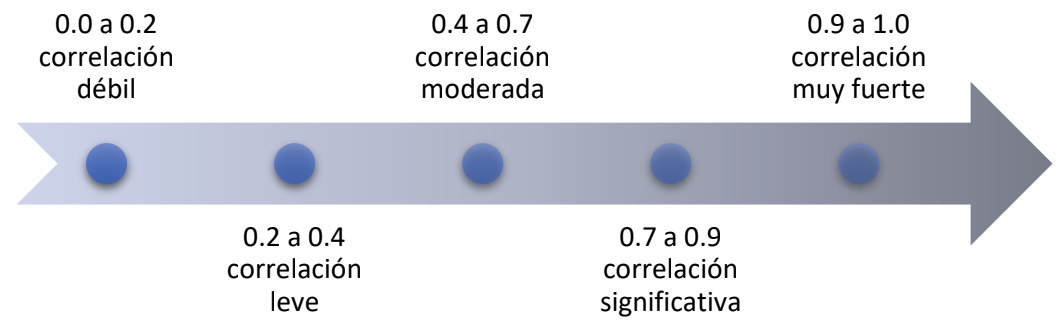 0.0 a 0.2
correlación
débil
0.2 a 0.4
correlación
leve
0.4 a 0.7
correlación
moderada
0.7 a 0.9
correlación
significativa
0.9 a 1.0
correlación
muy fuerte